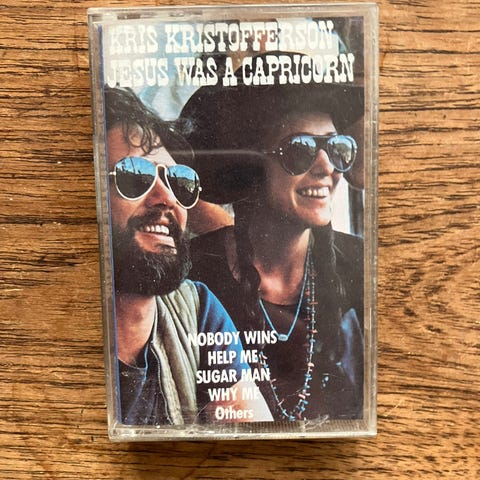 KRIS KRISTOFFERSON
JESUS WAS A CAPRICORN
NOBODY WINS
HELP ME
SUGAR MAN
WHY ME
Others